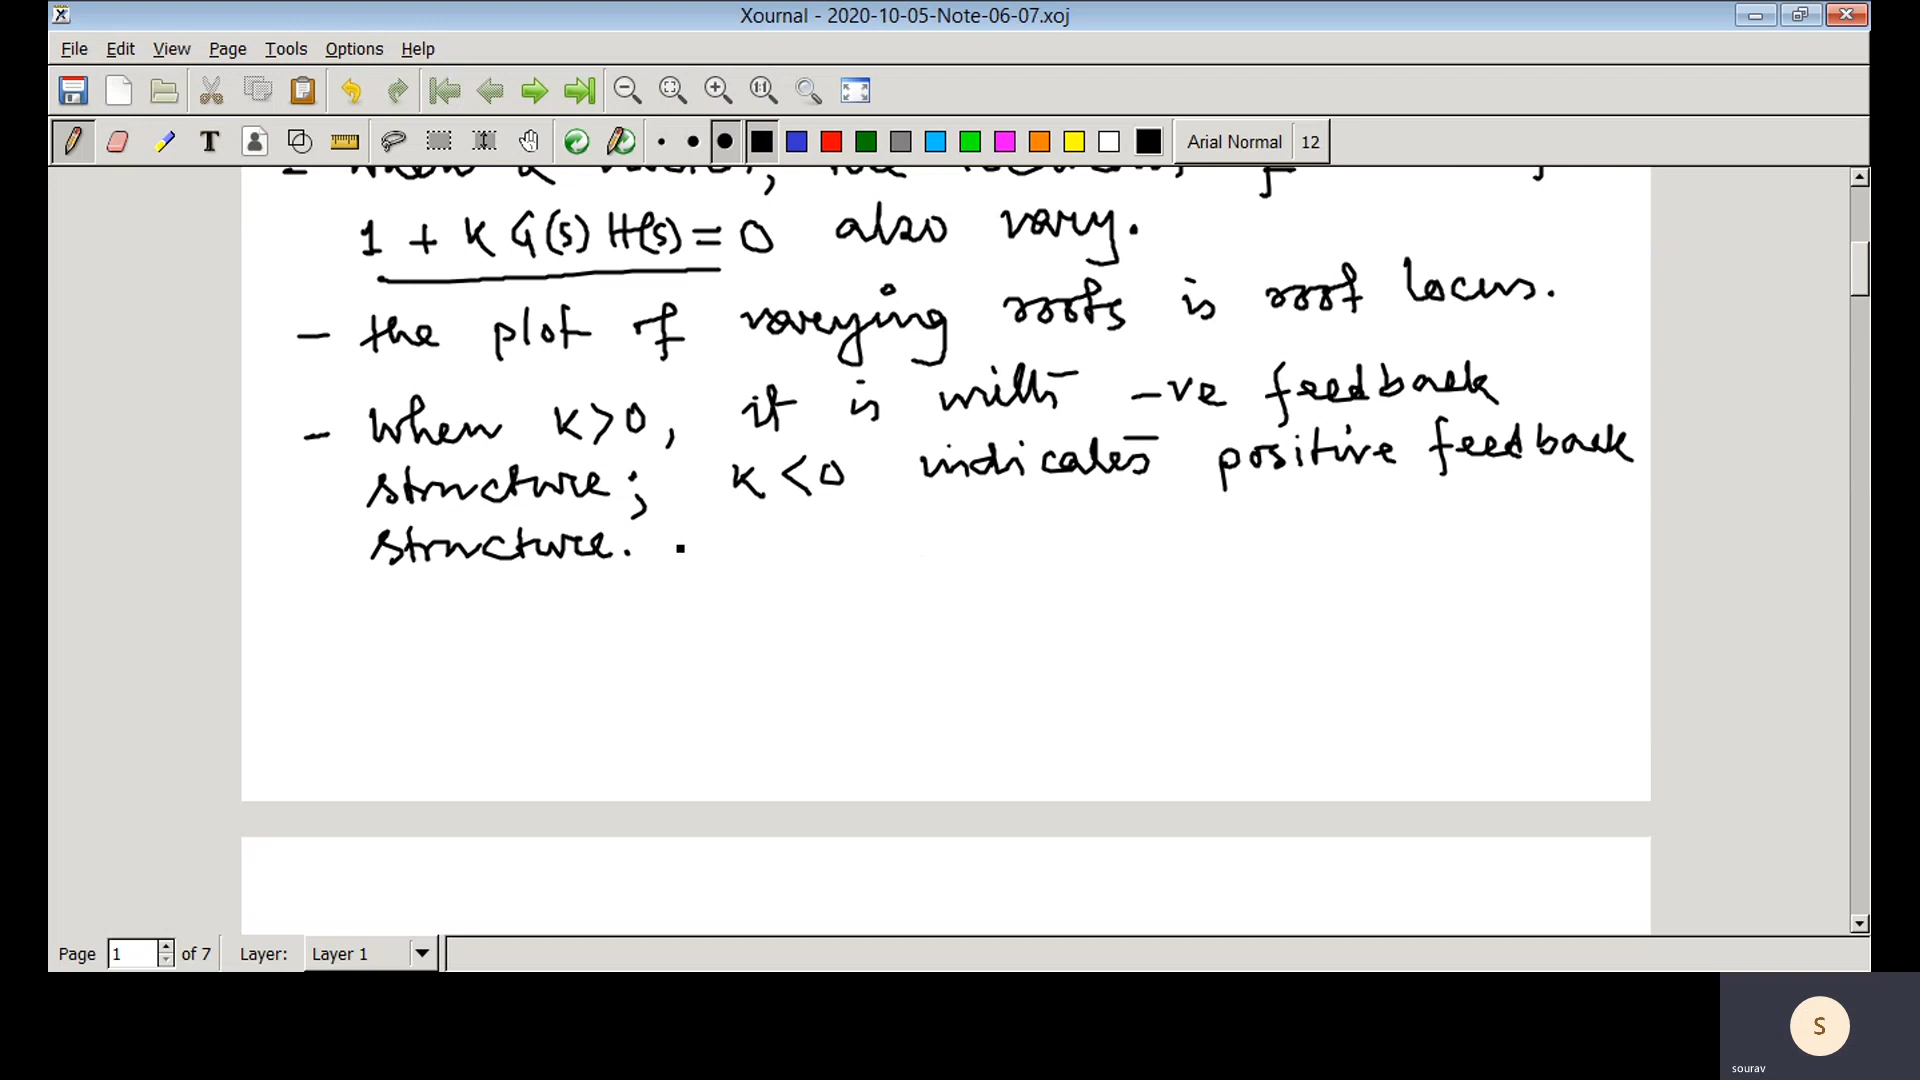 Xournal - 2020-10-05-Note-06-07.xoj
File Edit View Page Tools Options Help
Arial Normal 12
1 + K G(s) H(s) = 0 also vary.
- the plot of varying roots is root locus.
- When K>0, it is with -ve feedback
structure; K<0 indicates positive feedback
structure.
Page 1 of 7 Layer: Layer 1
S
sourav